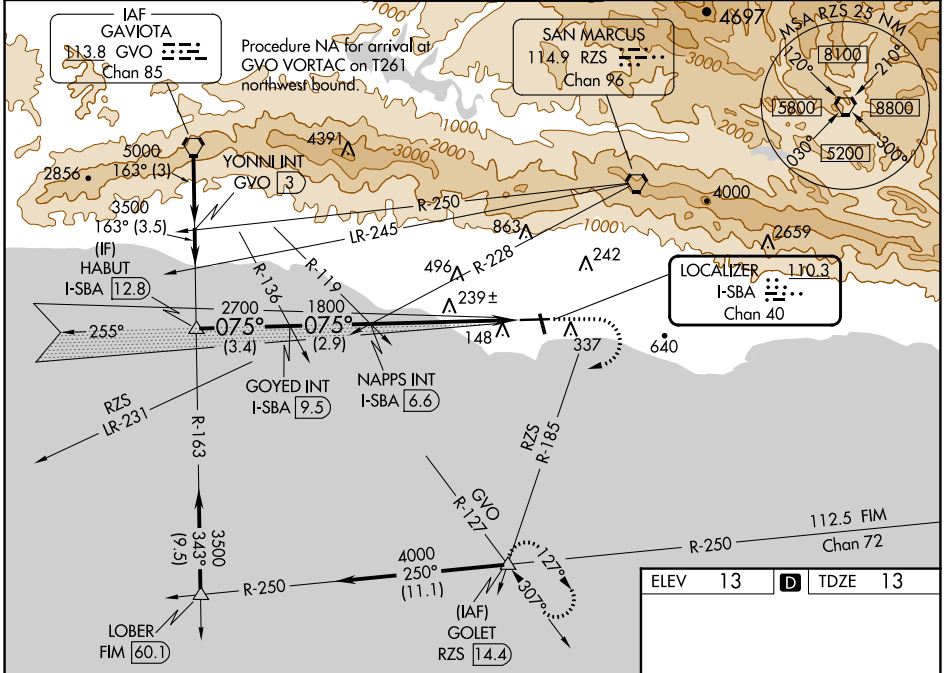 IAF
GAVIOTA
113.8 GVO
Chan 85
Procedure NA for arrival at
GVO VORTAC on T261
northwest bound.
SAN MARCUS
114.9 RZS
Chan 96
4697
MSA RZS 25 NM
120°
8100
210°
5800
8800
030°
5200
300°
1000
2000
3000
1000
2000
4391
5000
163° (3)
2856
YONNI INT
GVO 3
3500
163° (3.5)
R-250
LR-245
4000
1000
863
2659
(IF)
HABUT
I-SBA 12.8
R-136
R-119
496
R-228
242
LOCALIZER 110.3
I-SBA
Chan 40
239±
2700
1800
255°
075°
075°
(3.4)
(2.9)
148
337
640
GOYED INT
I-SBA 9.5
NAPPS INT
I-SBA 6.6
RZS
LR-231
R-163
RZS
R-185
GVO
R-127
3500
343°
(9.5)
4000
250°
(11.1)
R-250
R-250
112.5 FIM
Chan 72
127°
307°
LOBER
FIM 60.1
(IAF)
GOLET
RZS 14.4
ELEV 13 D TDZE 13